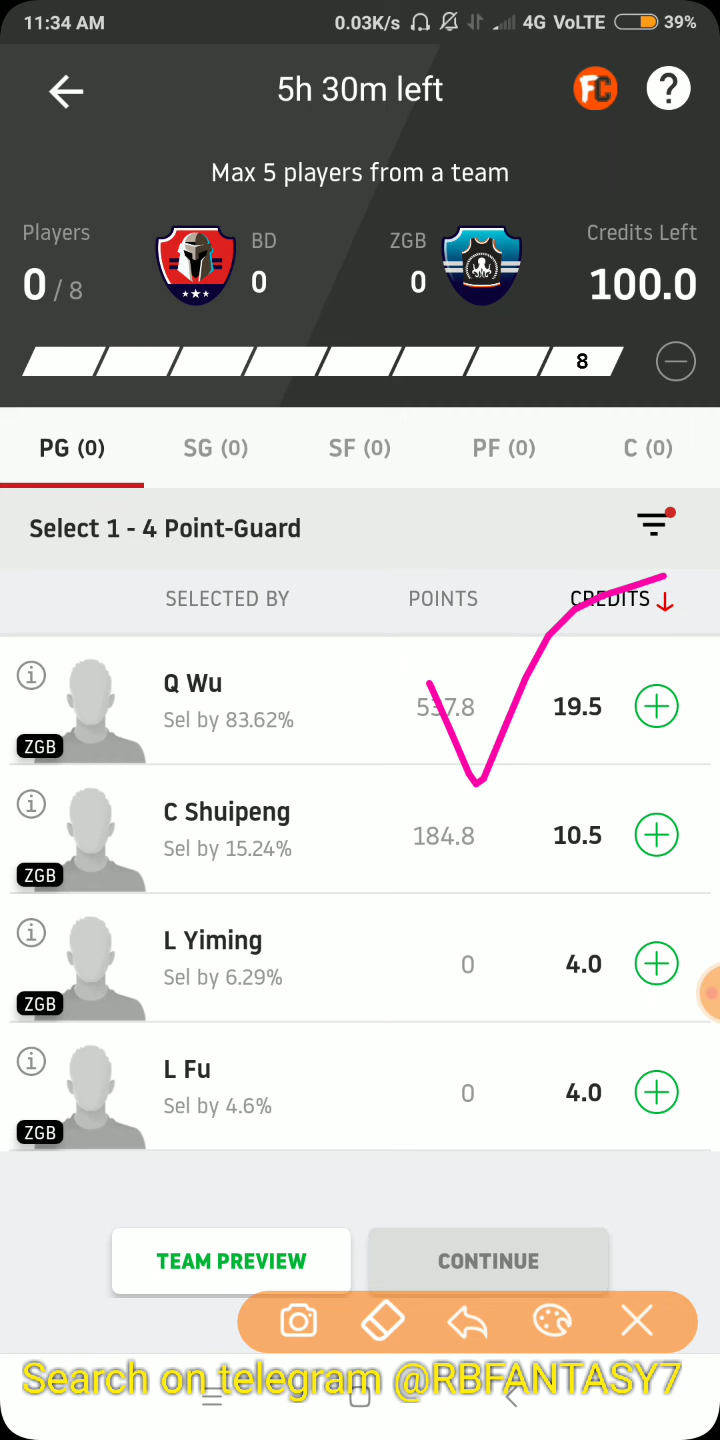 11:34 AM 0.03K/s 4G VoLTE 39%
5h 30m left FC ?
Max 5 players from a team
Players BD ZGB Credits Left
0 / 8 0 0 100.0
8
PG (0) SG (0) SF (0) PF (0) C (0)
Select 1 - 4 Point-Guard
SELECTED BY POINTS CREDITS
Q Wu
Sel by 83.62% 537.8 19.5
ZGB
C Shuipeng
Sel by 15.24% 184.8 10.5
ZGB
L Yiming
Sel by 6.29% 0 4.0
ZGB
L Fu
Sel by 4.6% 0 4.0
ZGB
TEAM PREVIEW CONTINUE
Search on telegram @RBFANTASY7